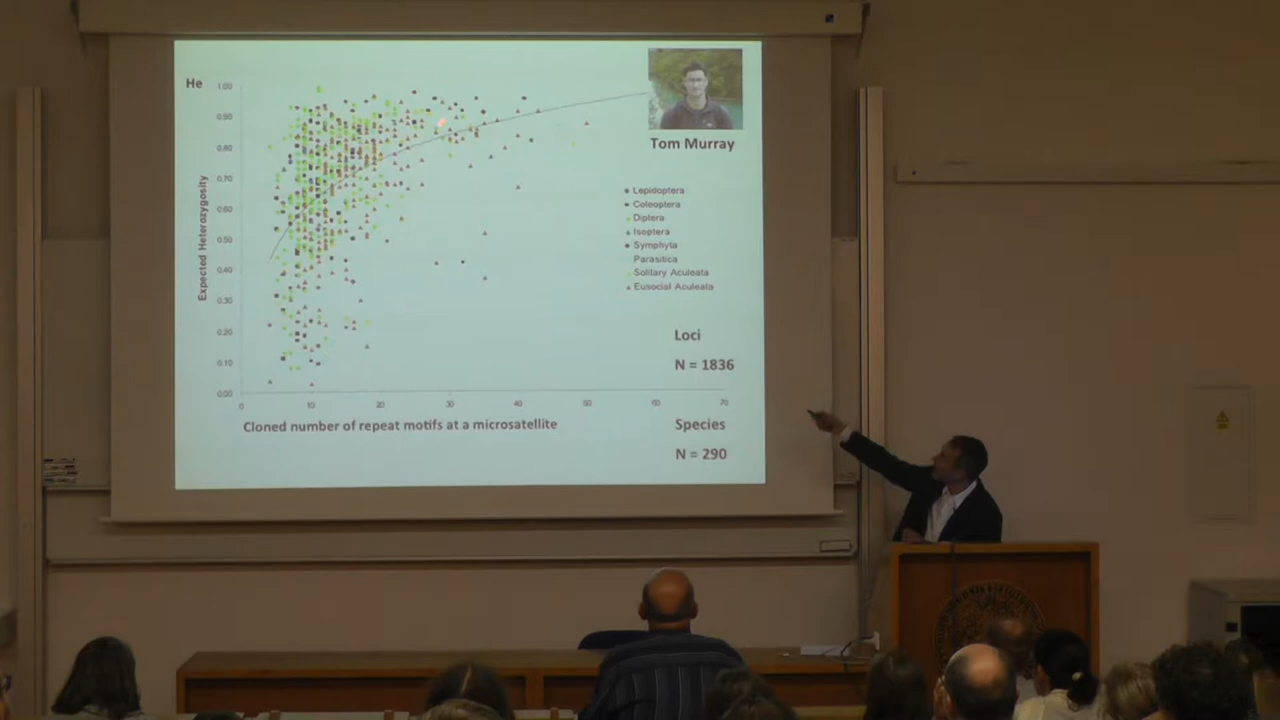 He
1.00
0.90
0.80
0.70
0.60
0.50
0.40
0.30
0.20
0.10
0.00
Expected Heterozygosity
0 10 20 30 40 50 60 70
Cloned number of repeat motifs at a microsatellite
Tom Murray
Lepidoptera
Coleoptera
Diptera
Isoptera
Symphyta
Parasitica
Solitary Aculeata
Eusocial Aculeata
Loci
N = 1836
Species
N = 290